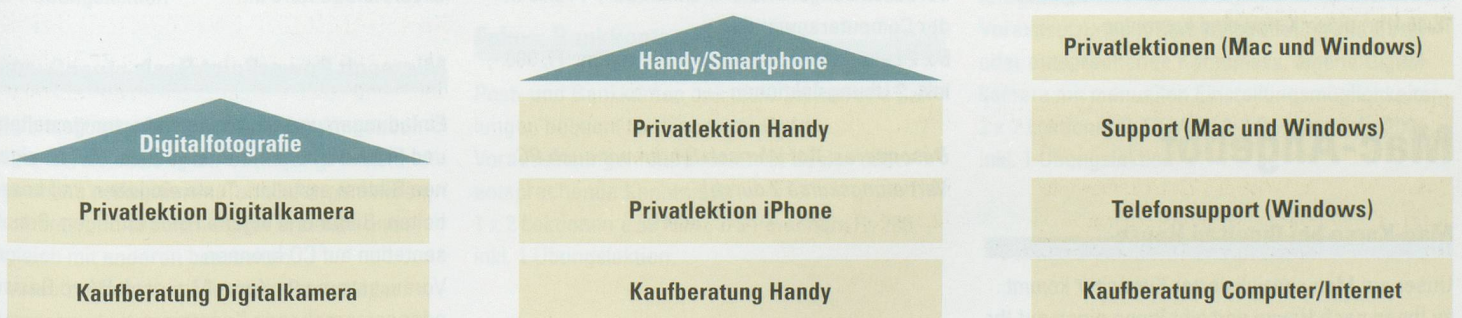 Digitalfotografie
Privatlektion Digitalkamera
Kaufberatung Digitalkamera
Handy/Smartphone
Privatlektion Handy
Privatlektion iPhone
Kaufberatung Handy
Privatlektionen (Mac und Windows)
Support (Mac und Windows)
Telefonsupport (Windows)
Kaufberatung Computer/Internet